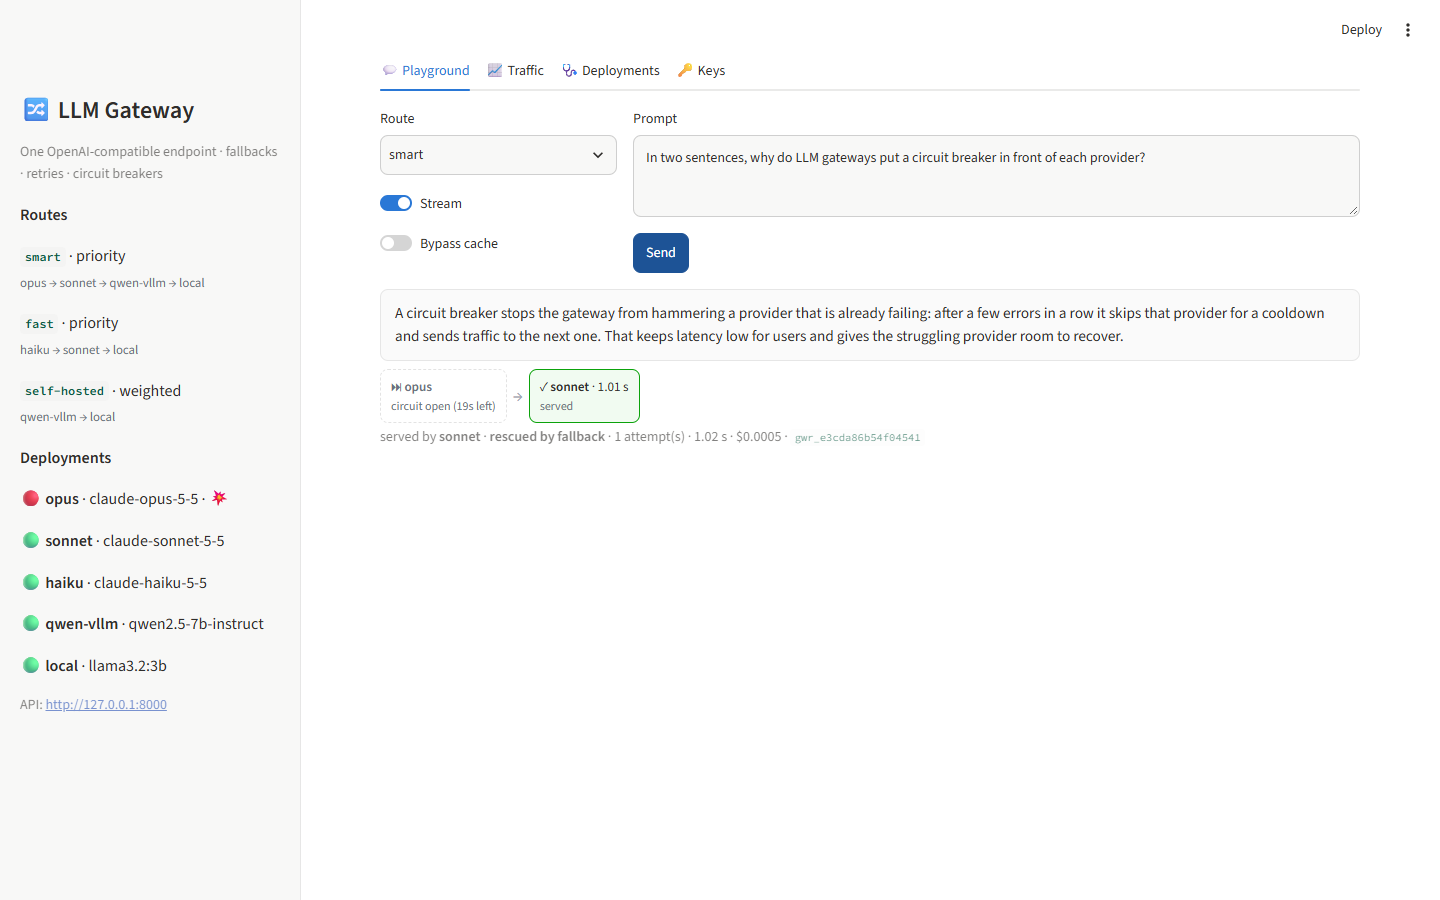 Deploy
LLM Gateway
One OpenAI-compatible endpoint · fallbacks
· retries · circuit breakers
Routes
smart · priority
opus → sonnet → qwen-vllm → local
fast · priority
haiku → sonnet → local
self-hosted · weighted
qwen-vllm → local
Deployments
opus · claude-opus-5-5 ·
sonnet · claude-sonnet-5-5
haiku · claude-haiku-5-5
qwen-vllm · qwen2.5-7b-instruct
local · llama3.2:3b
API: http://127.0.0.1:8000
Playground
Traffic
Deployments
Keys
Route
smart
Stream
Bypass cache
Prompt
In two sentences, why do LLM gateways put a circuit breaker in front of each provider?
Send
A circuit breaker stops the gateway from hammering a provider that is already failing: after a few errors in a row it skips that provider for a cooldown
and sends traffic to the next one. That keeps latency low for users and gives the struggling provider room to recover.
⏭ opus
circuit open (19s left)
→
✓ sonnet · 1.01 s
served
served by sonnet · rescued by fallback · 1 attempt(s) · 1.02 s · $0.0005 · gwr_e3cda86b54f04541